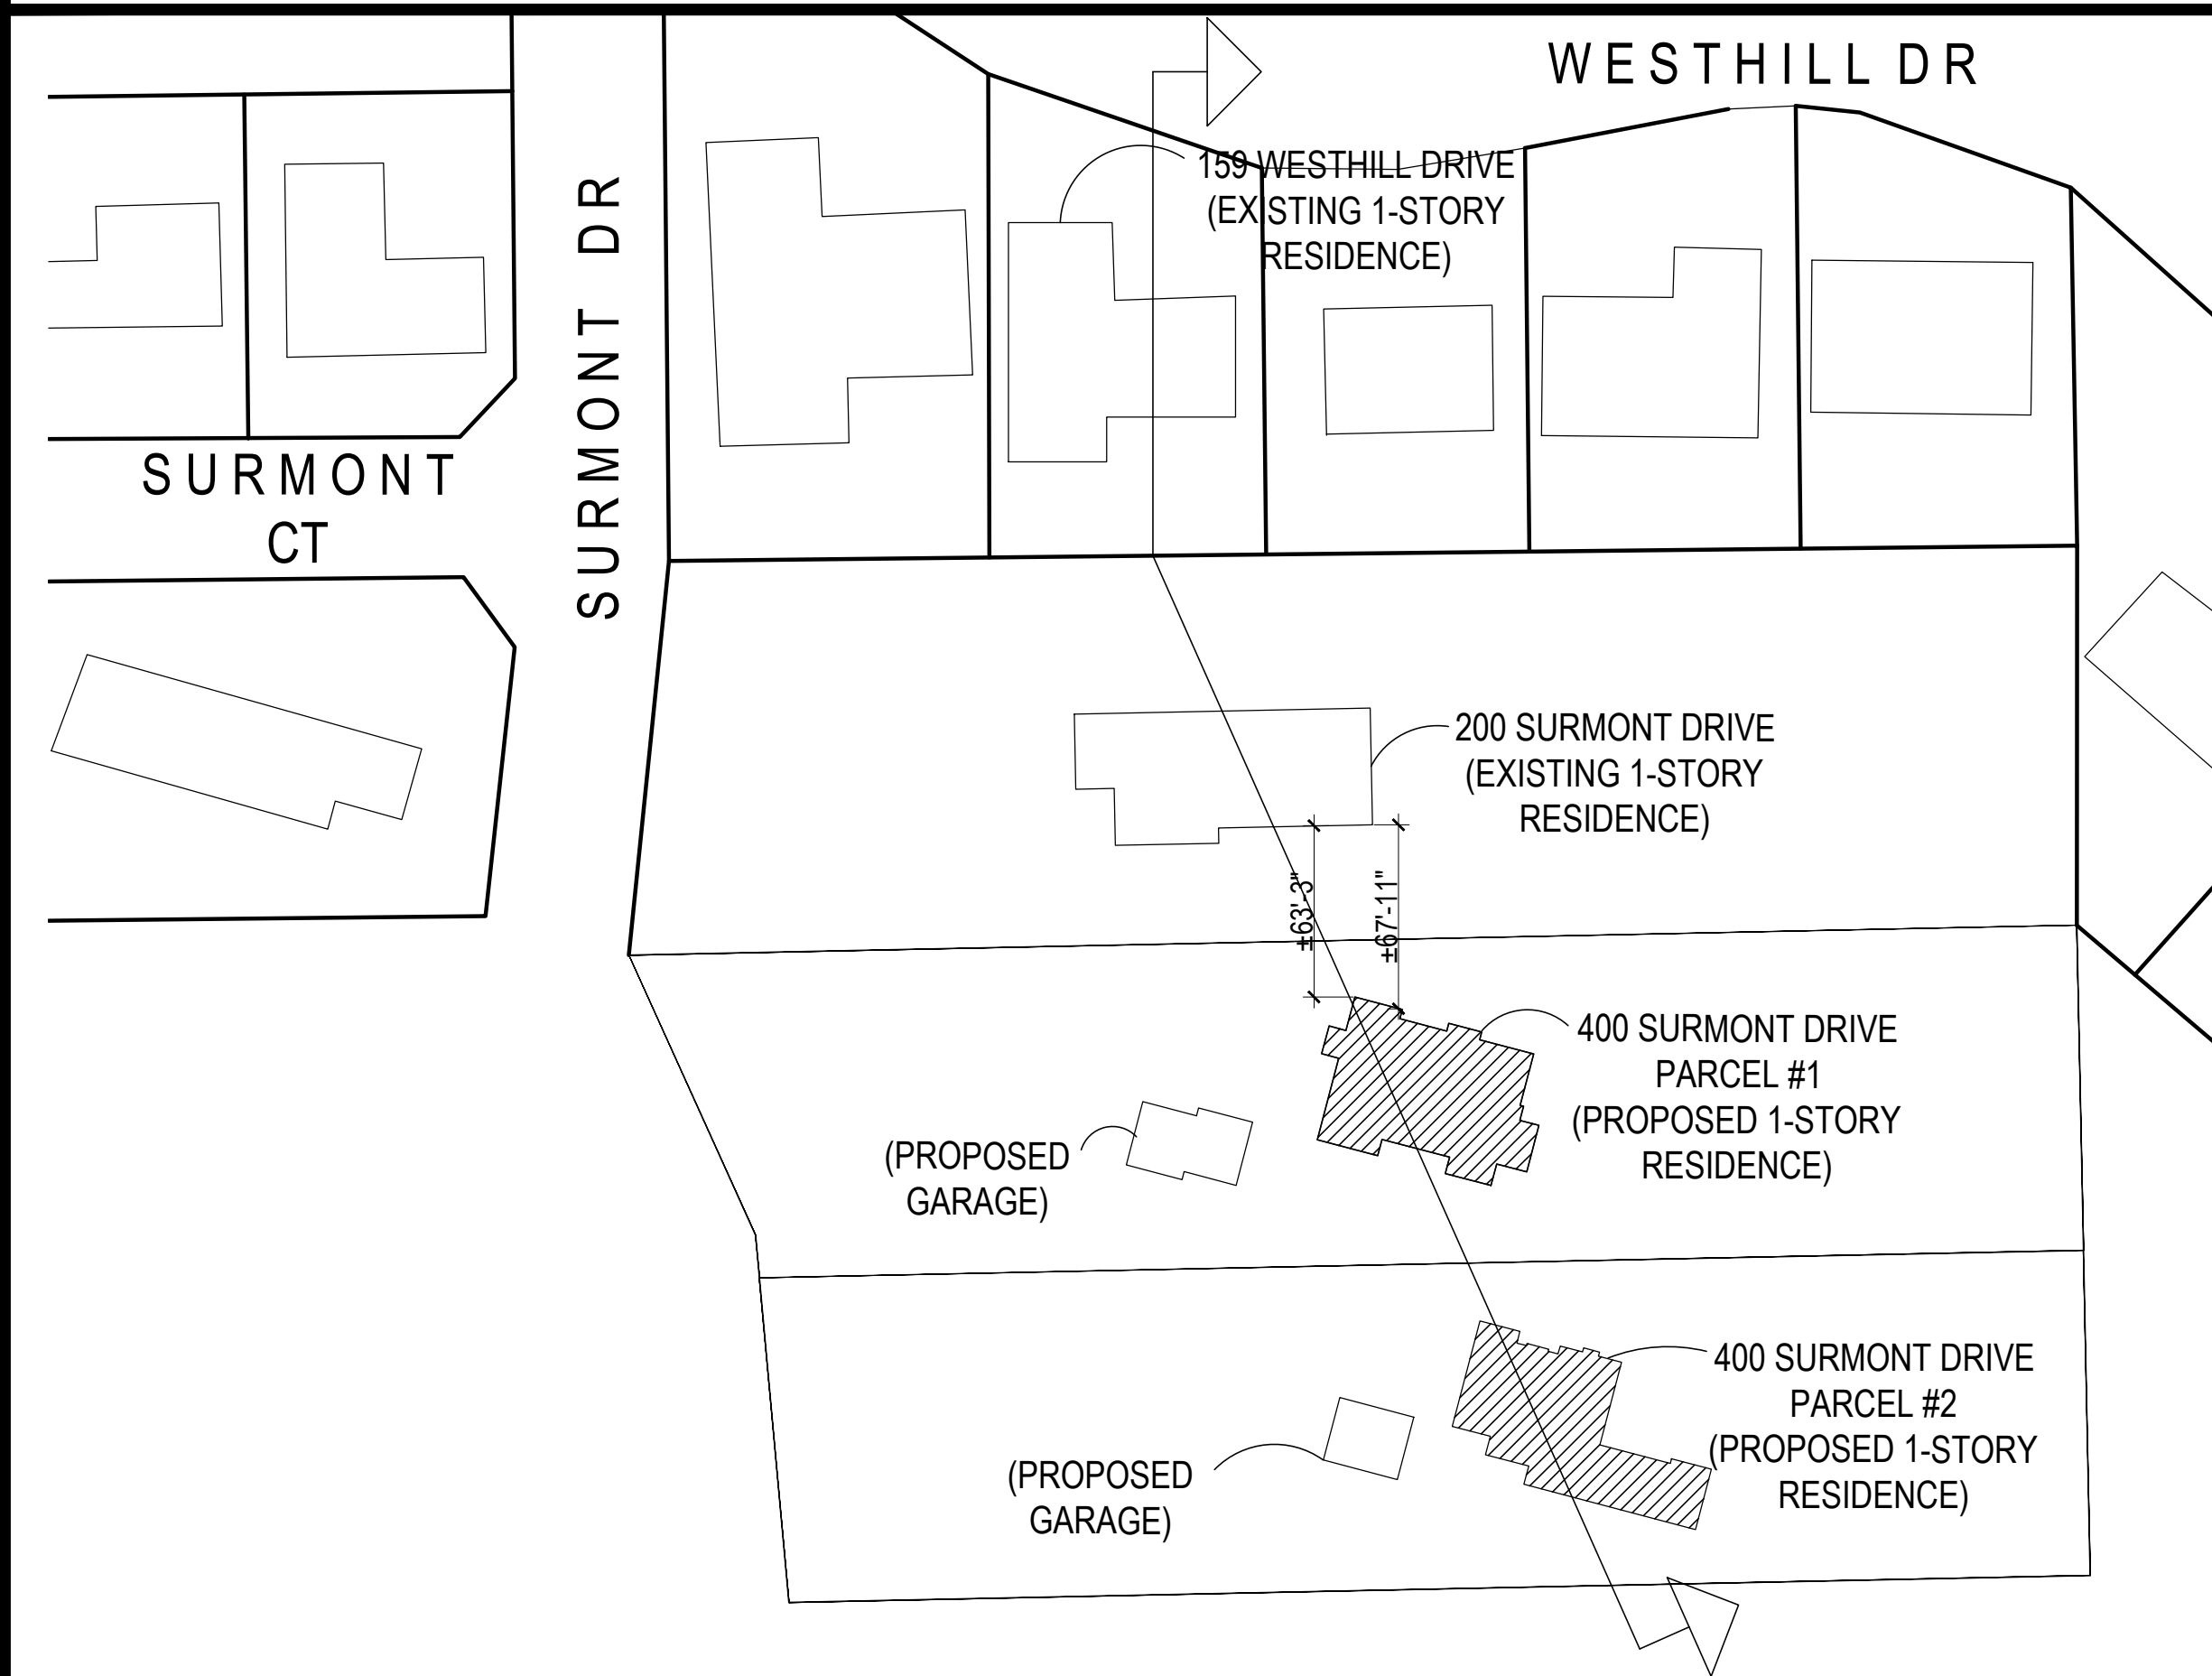 WESTHILL DR
159 WESTHILL DRIVE
(EXISTING 1-STORY
RESIDENCE)
SURMONT
CT
SURMONT DR
200 SURMONT DRIVE
(EXISTING 1-STORY
RESIDENCE)
±63'-3"
±67'-11"
400 SURMONT DRIVE
PARCEL #1
(PROPOSED 1-STORY
RESIDENCE)
(PROPOSED
GARAGE)
400 SURMONT DRIVE
PARCEL #2
(PROPOSED 1-STORY
RESIDENCE)
(PROPOSED
GARAGE)